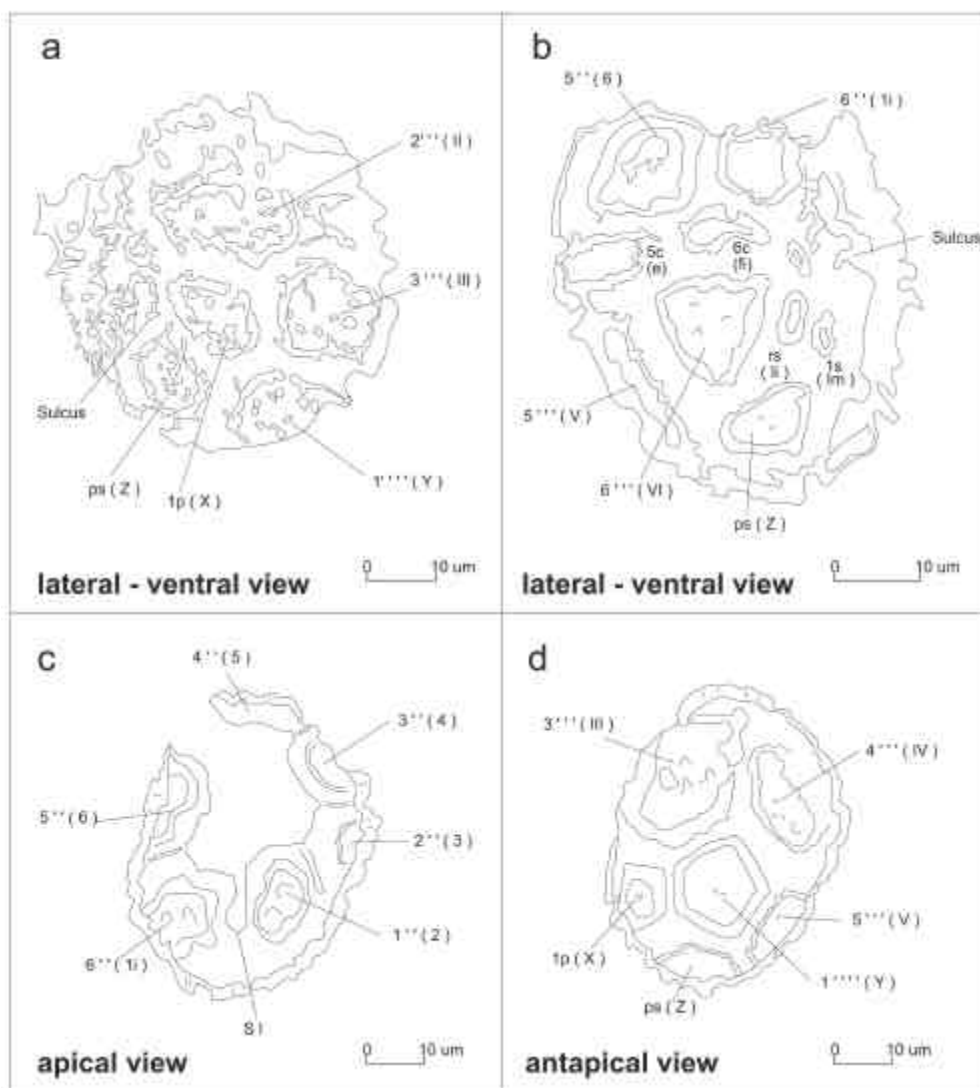 a
2'''(II)
3'''(III)
Sulcus
ps(Z)
1p(X)
1''''(Y)
lateral - ventral view
0 10 um
b
5''(6)
6''(1i)
5c
(e)
6c
(fi)
Sulcus
rs
(li)
1s
(lm)
5'''(V)
6'''(VI)
ps(Z)
lateral - ventral view
0 10 um
c
4''(5)
3''(4)
5''(6)
2''(3)
1''(2)
6''(1i)
S I
apical view
0 10 um
d
3'''(III)
4'''(IV)
5'''(V)
1p(X)
ps(Z)
1''''(Y)
antapical view
0 10 um